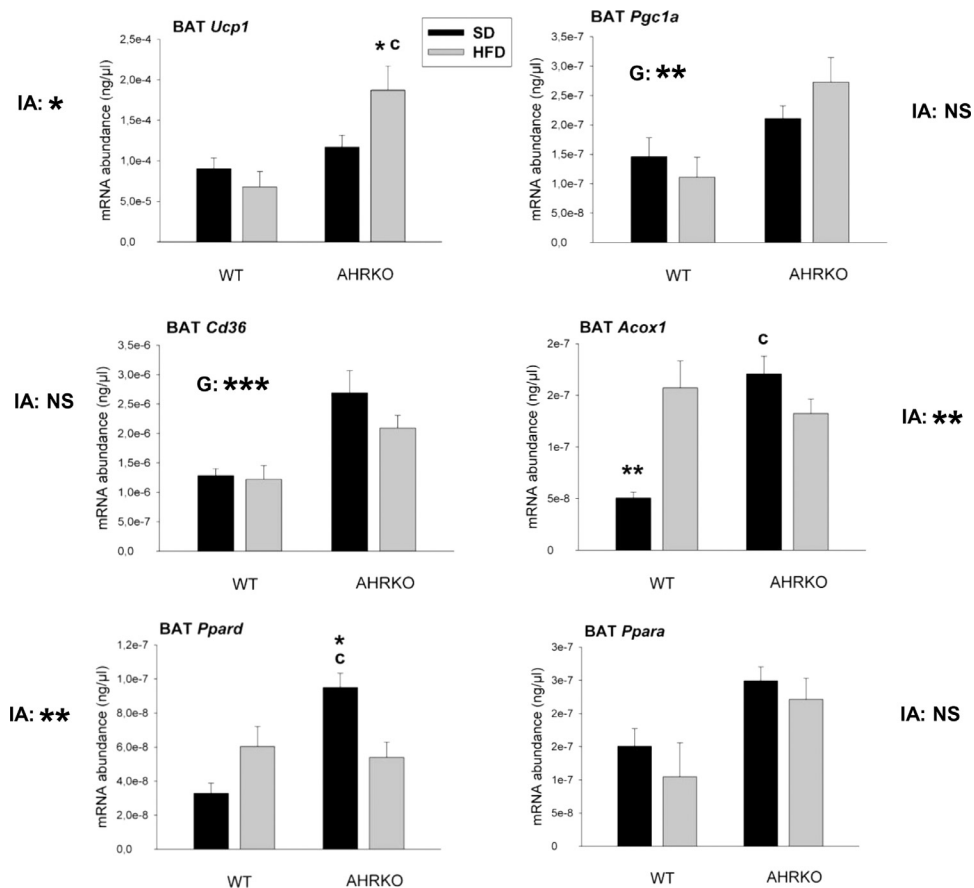 BAT Ucp1
SD
HFD
IA: *
mRNA abundance (ng/µl)
2,5e-4
2,0e-4
1,5e-4
1,0e-4
5,0e-5
0,0
* c
WT
AHRKO
BAT Pgc1a
G: **
IA: NS
mRNA abundance (ng/µl)
3,5e-7
3,0e-7
2,5e-7
2,0e-7
1,5e-7
1,0e-7
5,0e-8
0,0
WT
AHRKO
BAT Cd36
G: ***
IA: NS
mRNA abundance (ng/µl)
3,5e-6
3,0e-6
2,5e-6
2,0e-6
1,5e-6
1,0e-6
5,0e-7
0,0
WT
AHRKO
BAT Acox1
c
**
IA: **
mRNA abundance (ng/µl)
2e-7
2e-7
1e-7
5e-8
0
WT
AHRKO
BAT Ppard
*
c
IA: **
mRNA abundance (ng/µl)
1,2e-7
1,0e-7
8,0e-8
6,0e-8
4,0e-8
2,0e-8
0,0
WT
AHRKO
BAT Ppara
IA: NS
mRNA abundance (ng/µl)
3e-7
3e-7
2e-7
2e-7
1e-7
5e-8
0
WT
AHRKO